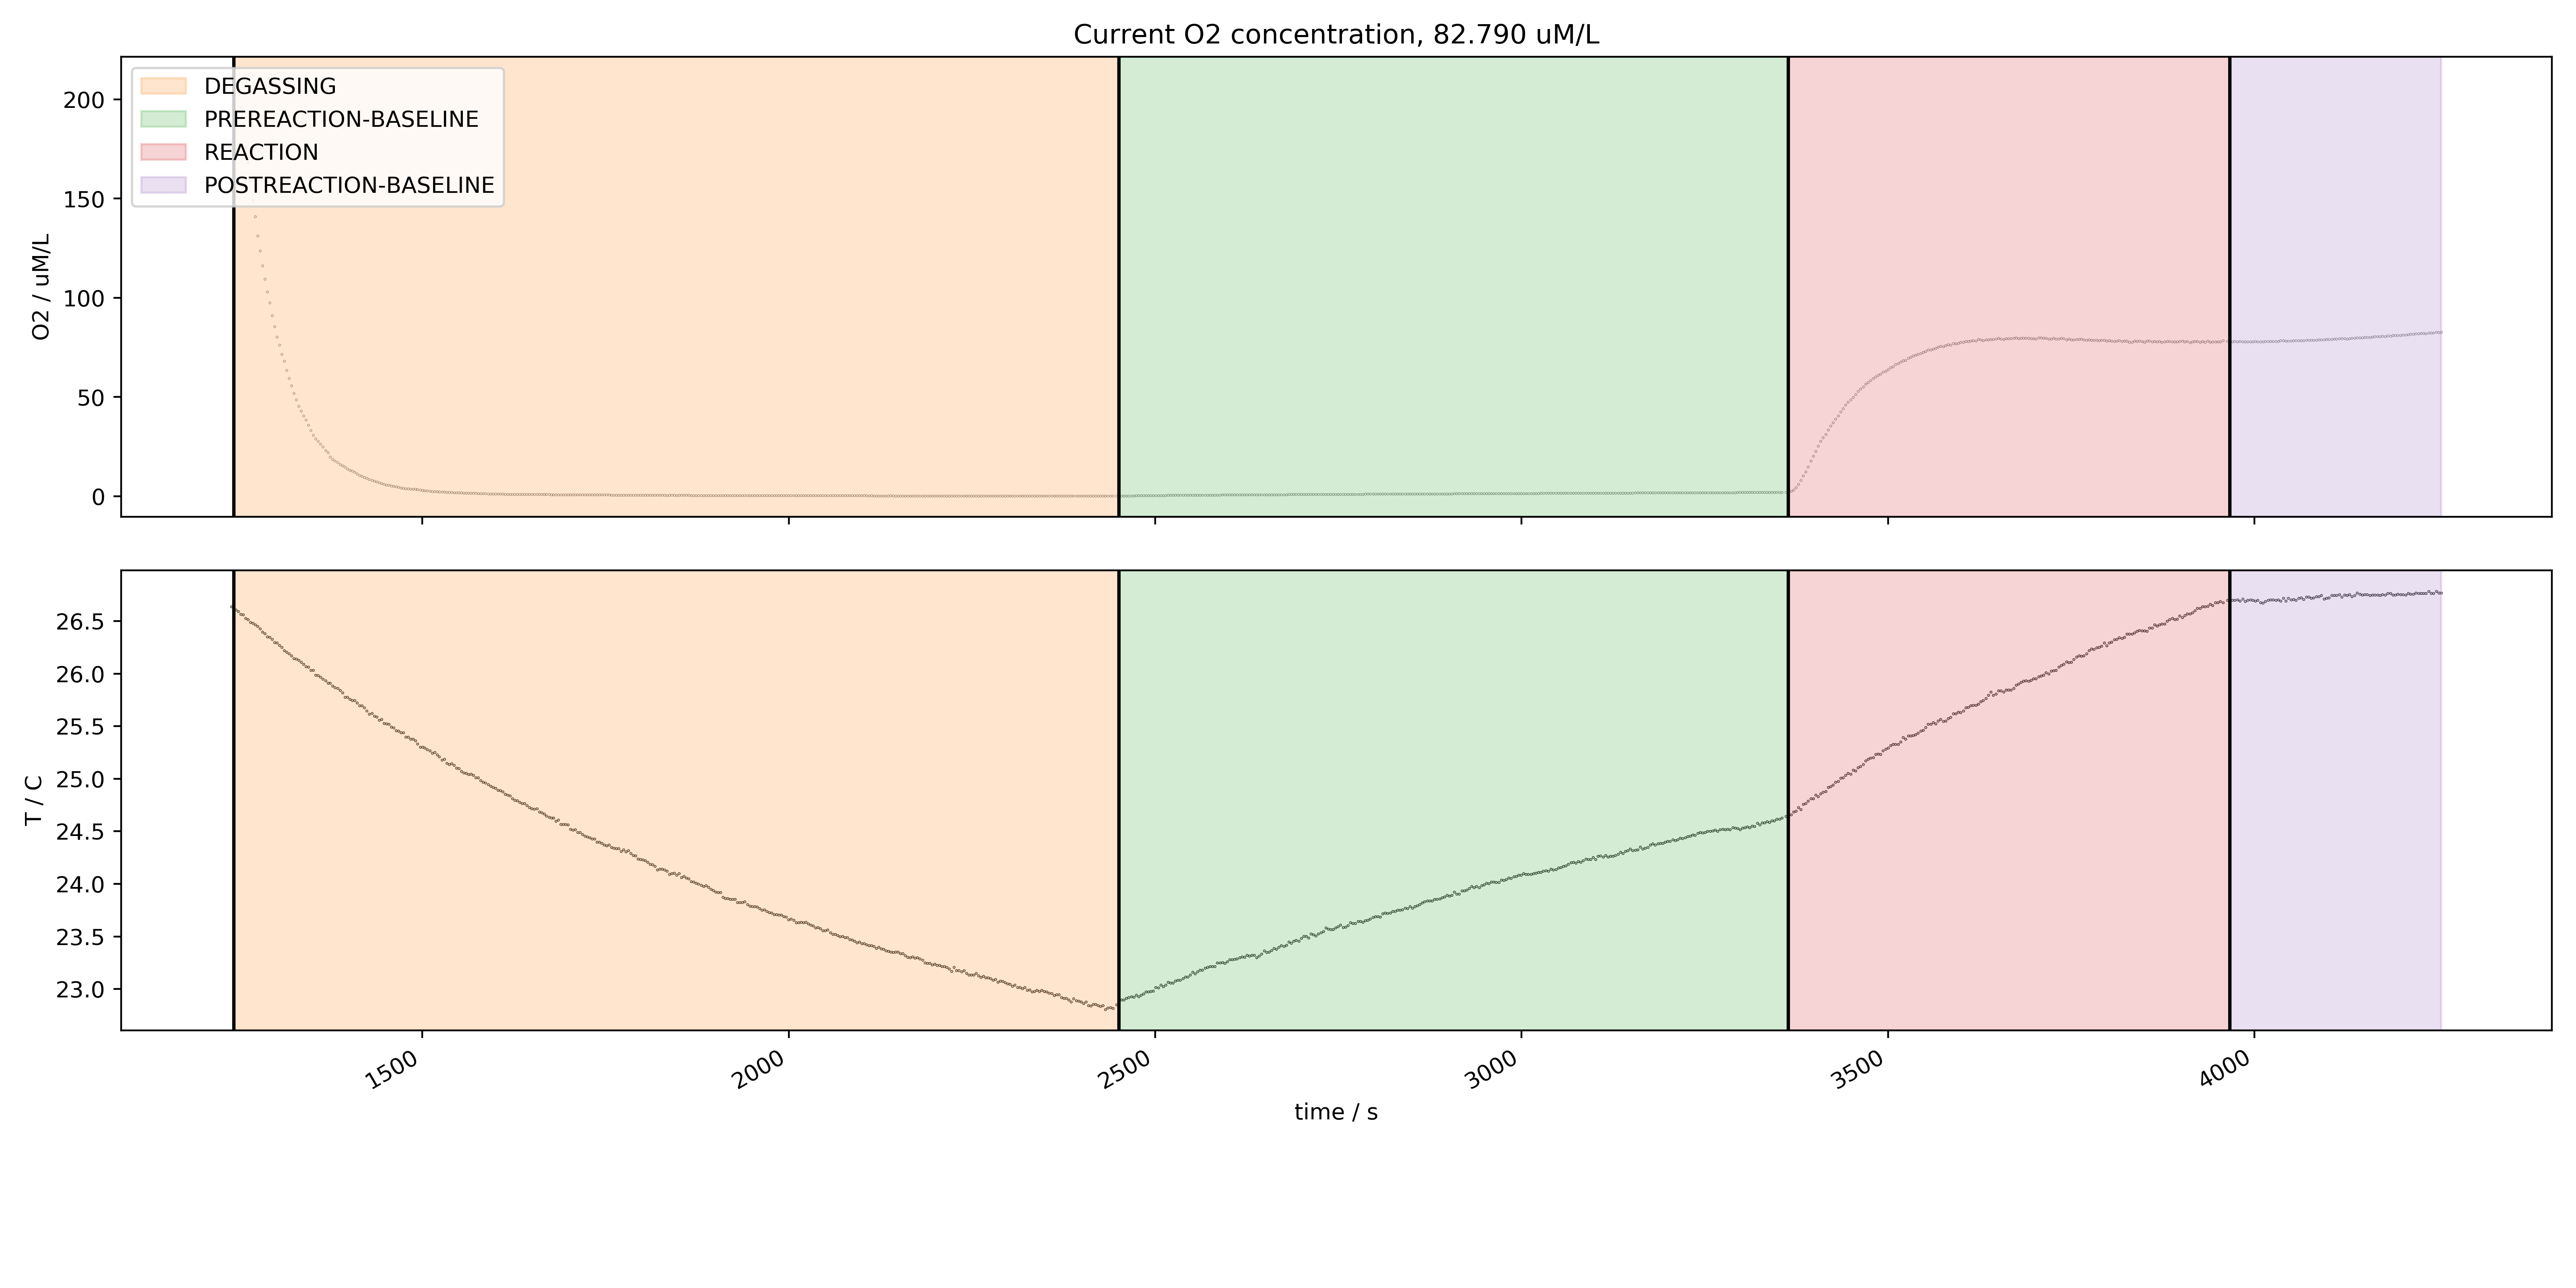 Current O2 concentration, 82.790 uM/L
DEGASSING
PREREACTION-BASELINE
REACTION
POSTREACTION-BASELINE
200
150
100
50
0
O2 / uM/L
26.5
26.0
25.5
25.0
24.5
24.0
23.5
23.0
T / C
1500
2000
2500
3000
3500
4000
time / s